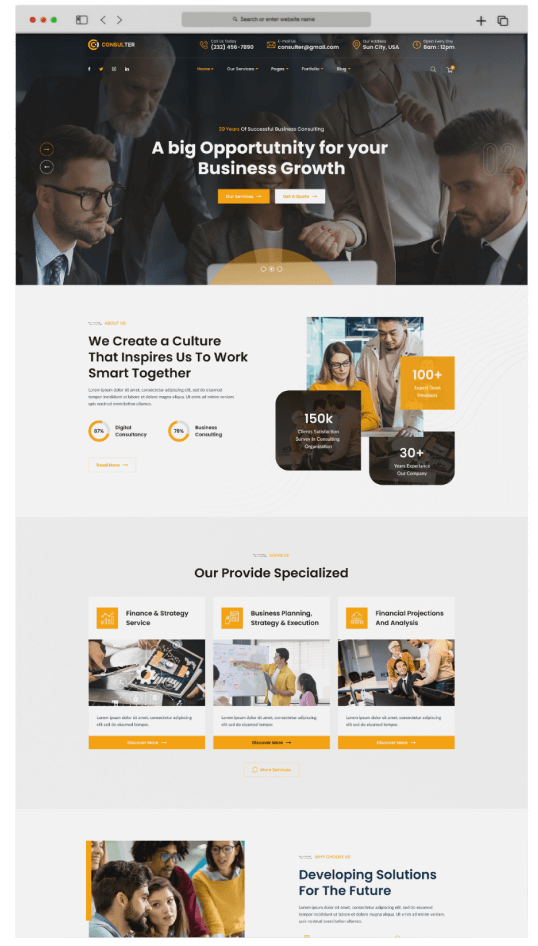 Search or enter website name
CONSULTER
Call Us Today
(232) 456-7890
E-mail Us
consulter@gmail.com
Our Address
Sun City, USA
Open Every Day
8am : 12pm
Home
Our Services
Pages
Portfolio
Blog
20 Years Of Successful Business Consulting
A big Opportutnity for your
Business Growth
Our Services
Get A Quote
02
ABOUT US
We Create a Culture
That Inspires Us To Work
Smart Together
Lorem ipsum dolor sit amet, consectetur adipiscing elit, sed do eiusmod
tempor incididunt ut labore et dolore magna aliqua. Ut enim ad minim veniam,
quis nostrud exercitation ullamco.
87%
Digital
Consultancy
79%
Business
Consulting
Read More
100+
Expert Team
Members
150k
Clients Satisfaction
Survey In Consulting
Organization
30+
Years Experience
Our Company
Our Provide Specialized
Finance & Strategy
Service
Lorem ipsum dolor sit amet, consectetur adipiscing
elit sed do eiusmod tempor.
Discover More
Business Planning,
Strategy & Execution
Lorem ipsum dolor sit amet, consectetur adipiscing
elit sed do eiusmod tempor.
Discover More
Financial Projections
And Analysis
Lorem ipsum dolor sit amet, consectetur adipiscing
elit sed do eiusmod tempor.
Discover More
More Services
WHY CHOOSE US
Developing Solutions
For The Future
Lorem ipsum dolor sit amet, consectetur adipiscing elit, sed do eiusmod
tempor incididunt ut labore et dolore magna aliqua. Ut enim ad minim veniam,
quis nostrud exercitation ullamco.